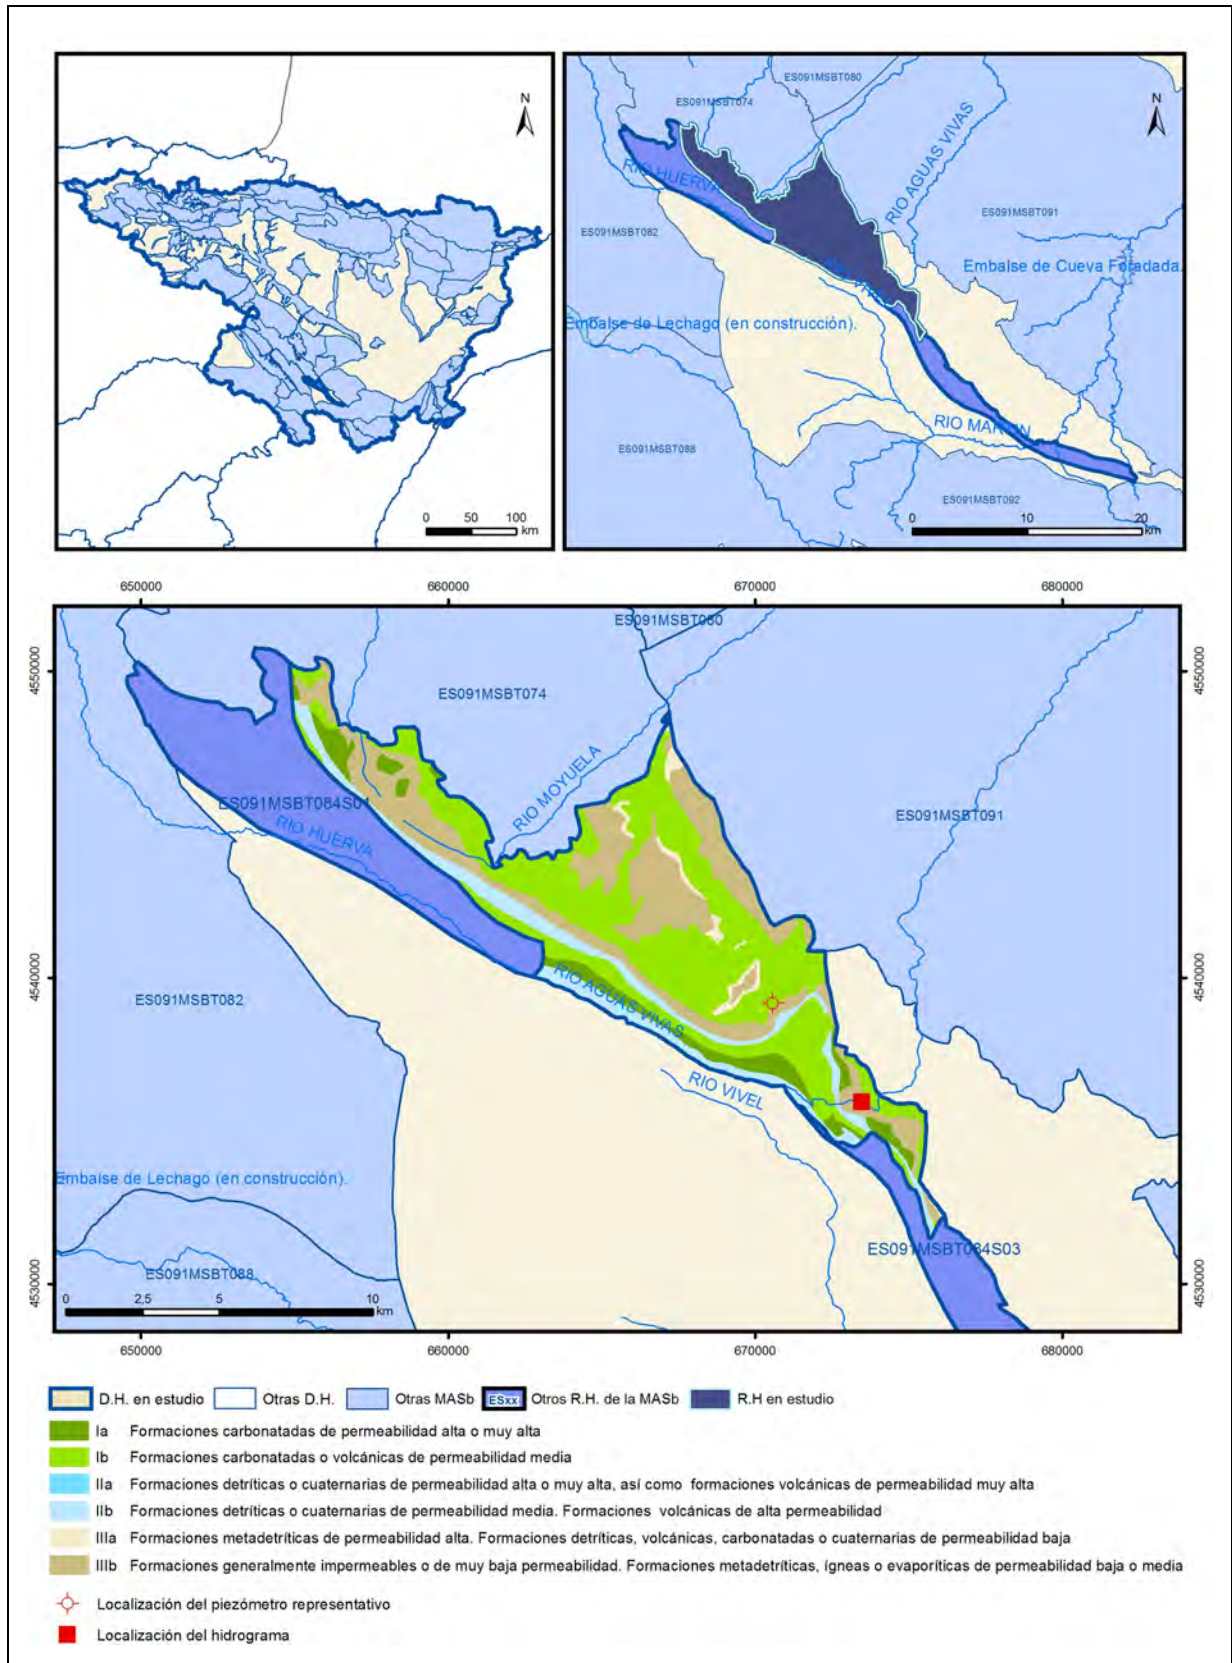 N
0 50 100
km
N
ES091MSBT080
ES091MSBT074
RIO AGUAS VIVAS
RIO HUERVA
ES091MSBT091
ES091MSBT082
Embalse de Cueva Foradada.
Embalse de Lechago (en construcción).
RIO MARTIN
ES091MSBT088
ES091MSBT092
0 10 20
km
650000 660000 670000 680000
4550000
4540000
4530000
4550000
4540000
4530000
ES091MSBT080
ES091MSBT074
RIO MOYUELA
ES091MSBT084S01
RIO HUERVA
ES091MSBT091
RIO AGUAS VIVAS
ES091MSBT082
RIO VIVEL
Embalse de Lechago (en construcción).
ES091MSBT084S03
ES091MSBT088
0 2,5 5 10
km
650000 660000 670000 680000
D.H. en estudio Otras D.H. Otras MASb ESxx Otros R.H. de la MASb R.H en estudio
Ia Formaciones carbonatadas de permeabilidad alta o muy alta
Ib Formaciones carbonatadas o volcánicas de permeabilidad media
IIa Formaciones detríticas o cuaternarias de permeabilidad alta o muy alta, así como formaciones volcánicas de permeabilidad muy alta
IIb Formaciones detríticas o cuaternarias de permeabilidad media. Formaciones volcánicas de alta permeabilidad
IIIa Formaciones metadetríticas de permeabilidad alta. Formaciones detríticas, volcánicas, carbonatadas o cuaternarias de permeabilidad baja
IIIb Formaciones generalmente impermeables o de muy baja permeabilidad. Formaciones metadetríticas, ígneas o evaporíticas de permeabilidad baja o media
Localización del piezómetro representativo
Localización del hidrograma